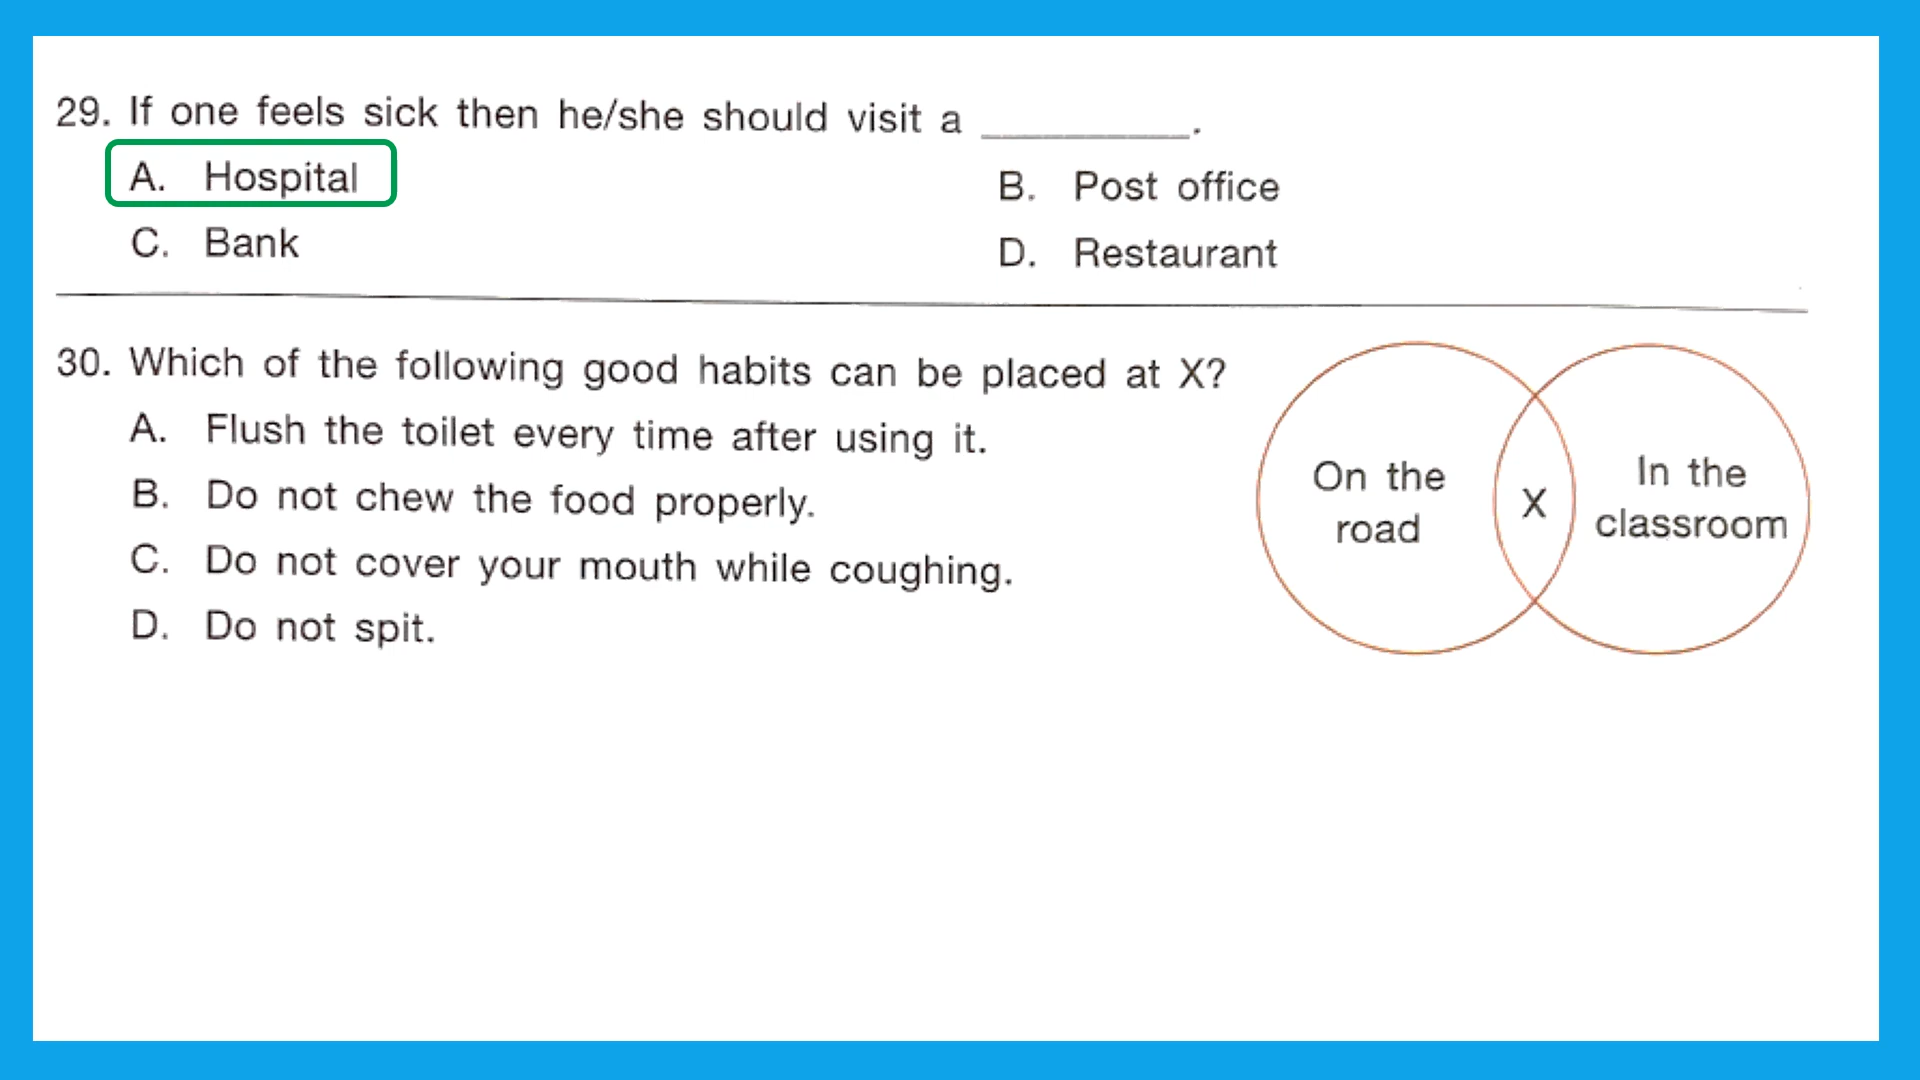 29. If one feels sick then he/she should visit a __________.
A. Hospital
B. Post office
C. Bank
D. Restaurant
30. Which of the following good habits can be placed at X?
A. Flush the toilet every time after using it.
B. Do not chew the food properly.
C. Do not cover your mouth while coughing.
D. Do not spit.
On the
road
X
In the
classroom